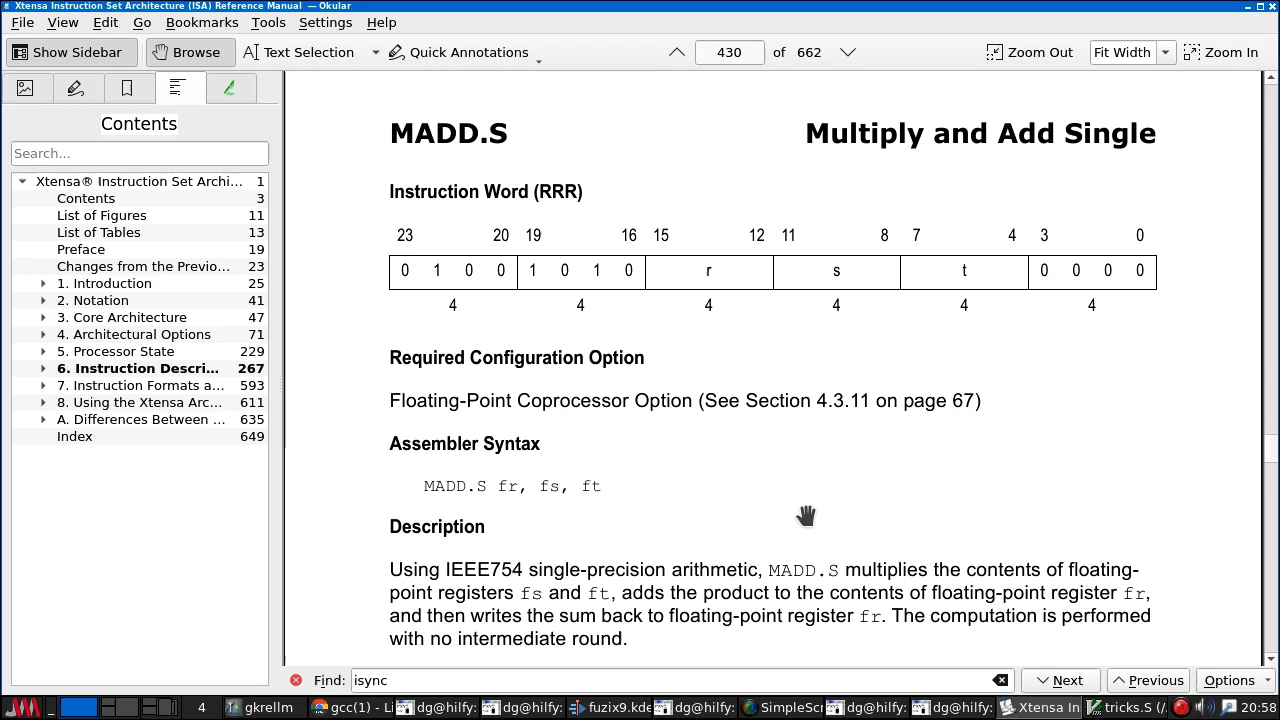 Xtensa Instruction Set Architecture (ISA) Reference Manual — Okular
File View Edit Go Bookmarks Tools Settings Help
Show Sidebar Browse Text Selection Quick Annotations 430 of 662 Zoom Out Fit Width Zoom In
Contents
Search...
Xtensa® Instruction Set Archi... 1
Contents 3
List of Figures 11
List of Tables 13
Preface 19
Changes from the Previo... 23
1. Introduction 25
2. Notation 41
3. Core Architecture 47
4. Architectural Options 71
5. Processor State 229
6. Instruction Descri... 267
7. Instruction Formats a... 593
8. Using the Xtensa Arc... 611
A. Differences Between ... 635
Index 649
MADD.S Multiply and Add Single
Instruction Word (RRR)
23 20 19 16 15 12 11 8 7 4 3 0
0 1 0 0 1 0 1 0 r s t 0 0 0 0
4 4 4 4 4 4
Required Configuration Option
Floating-Point Coprocessor Option (See Section 4.3.11 on page 67)
Assembler Syntax
MADD.S fr, fs, ft
Description
Using IEEE754 single-precision arithmetic, MADD.S multiplies the contents of floating-
point registers fs and ft, adds the product to the contents of floating-point register fr,
and then writes the sum back to floating-point register fr. The computation is performed
with no intermediate round.
Find: isync Next Previous Options
4 gkrellm gcc(1) - Li dg@hilfy: dg@hilfy: fuzix9.kde dg@hilfy: SimpleScr dg@hilfy: dg@hilfy: Xtensa In tricks.S (/fy 20:58